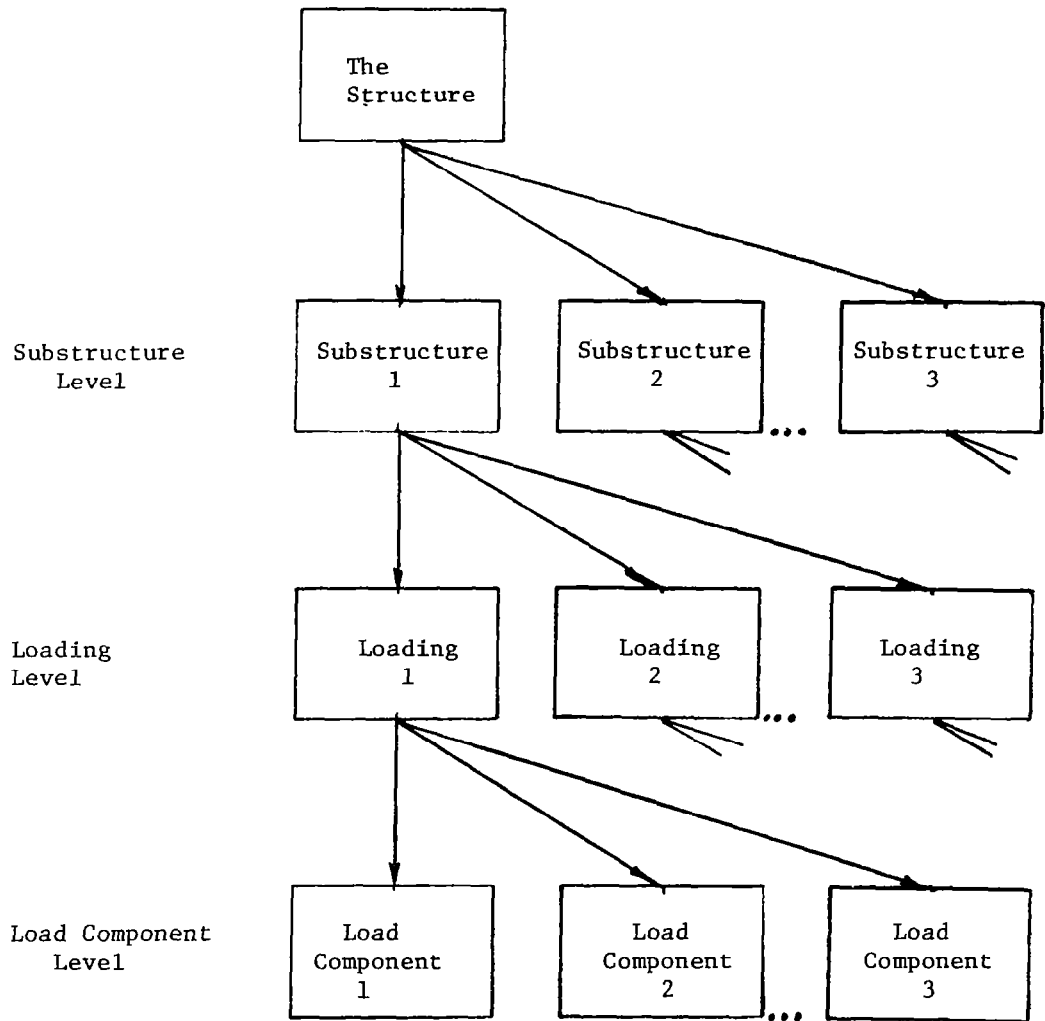 The
Structure
Substructure
Level
Substructure
1
Substructure
2
Substructure
3
...
Loading
Level
Loading
1
Loading
2
Loading
3
...
Load Component
Level
Load
Component
1
Load
Component
2
Load
Component
3
...